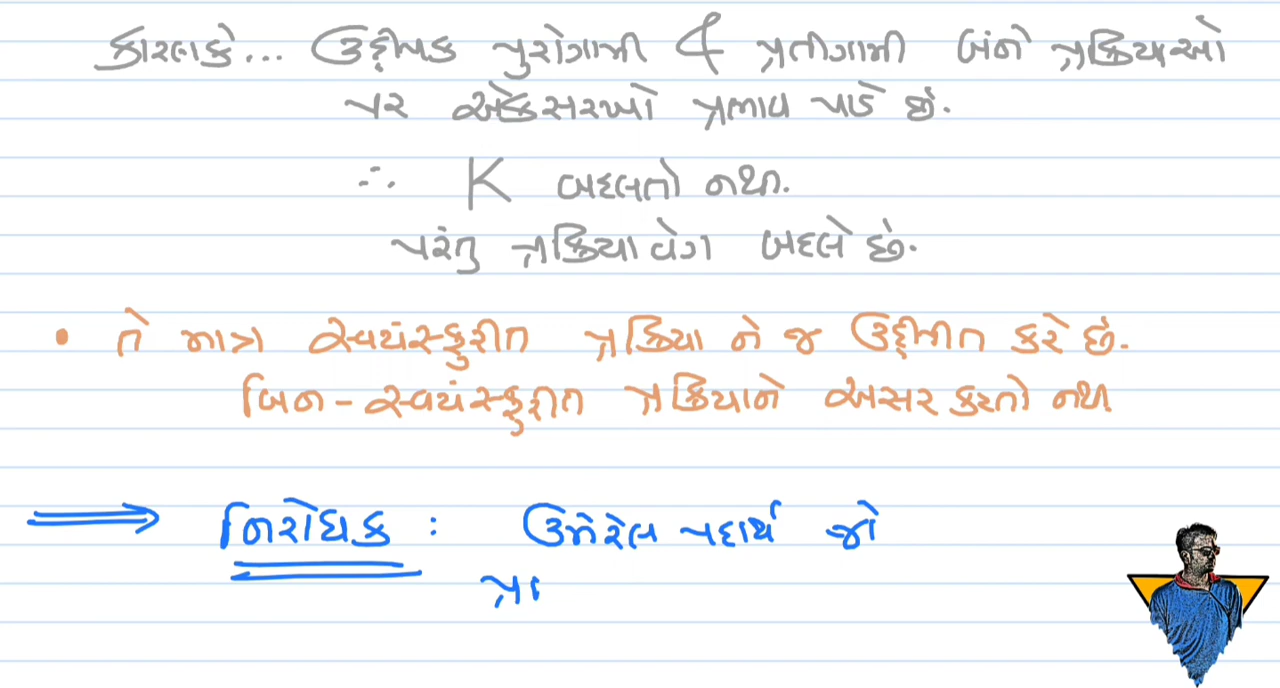 કારણકે... ઉદ્દીપક પુરોગામી & પ્રતીગામી બંને પ્રક્રિયાઓ
પર એકસરખો પ્રભાવ પાડે છે.
∴ K બદલતો નથી.
પરંતુ પ્રક્રિયા વેગ બદલે છે.
• તે માત્ર સ્વયંસ્ફુરીત પ્રક્રિયા ને જ ઉદ્દીપીત કરે છે.
બિન - સ્વયંસ્ફુરીત પ્રક્રિયાને અસર કરતો નથી
⟹ નિરોધક : ઉમેરેલ પદાર્થ જો
પ્ર